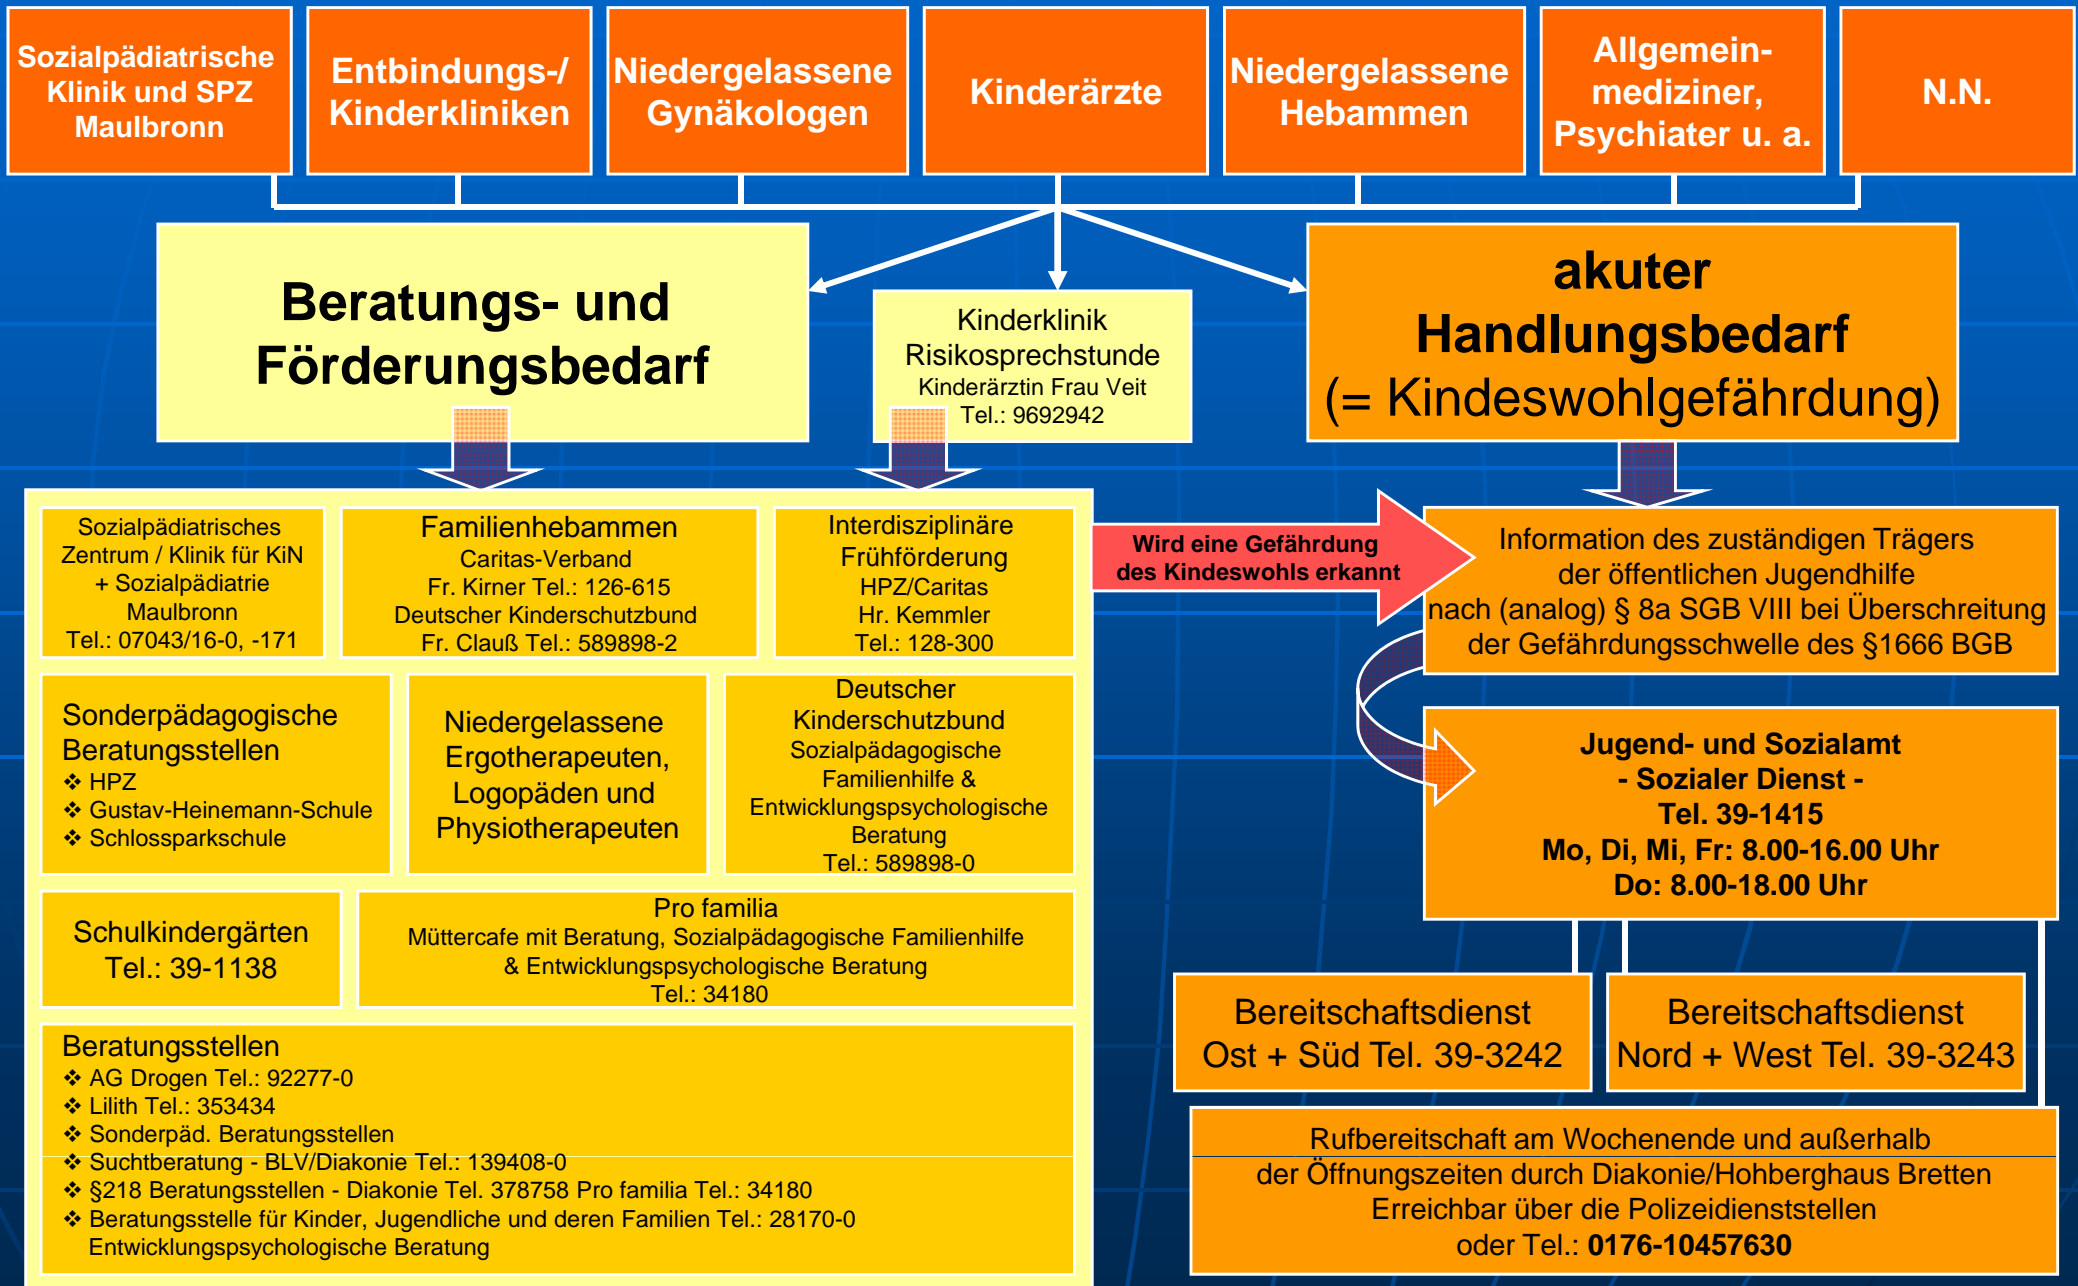 Sozialpädiatrische
Klinik und SPZ
Maulbronn
Entbindungs-/
Kinderkliniken
Niedergelassene
Gynäkologen
Kinderärzte
Niedergelassene
Hebammen
Allgemein-
mediziner,
Psychiater u. a.
N.N.
Beratungs- und
Förderungsbedarf
Kinderklinik
Risikosprechstunde
Kinderärztin Frau Veit
Tel.: 9692942
akuter
Handlungsbedarf
(= Kindeswohlgefährdung)
Sozialpädiatrisches
Zentrum / Klinik für KiN
+ Sozialpädiatrie
Maulbronn
Tel.: 07043/16-0, -171
Familienhebammen
Caritas-Verband
Fr. Kirner Tel.: 126-615
Deutscher Kinderschutzbund
Fr. Clauß Tel.: 589898-2
Interdisziplinäre
Frühförderung
HPZ/Caritas
Hr. Kemmler
Tel.: 128-300
Wird eine Gefährdung
des Kindeswohls erkannt
Information des zuständigen Trägers
der öffentlichen Jugendhilfe
nach (analog) § 8a SGB VIII bei Überschreitung
der Gefährdungsschwelle des §1666 BGB
Sonderpädagogische
Beratungsstellen
❖ HPZ
❖ Gustav-Heinemann-Schule
❖ Schlossparkschule
Niedergelassene
Ergotherapeuten,
Logopäden und
Physiotherapeuten
Deutscher
Kinderschutzbund
Sozialpädagogische
Familienhilfe &
Entwicklungspsychologische
Beratung
Tel.: 589898-0
Jugend- und Sozialamt
- Sozialer Dienst -
Tel. 39-1415
Mo, Di, Mi, Fr: 8.00-16.00 Uhr
Do: 8.00-18.00 Uhr
Schulkindergärten
Tel.: 39-1138
Pro familia
Müttercafe mit Beratung, Sozialpädagogische Familienhilfe
& Entwicklungspsychologische Beratung
Tel.: 34180
Bereitschaftsdienst
Ost + Süd Tel. 39-3242
Bereitschaftsdienst
Nord + West Tel. 39-3243
Beratungsstellen
❖ AG Drogen Tel.: 92277-0
❖ Lilith Tel.: 353434
❖ Sonderpäd. Beratungsstellen
❖ Suchtberatung - BLV/Diakonie Tel.: 139408-0
❖ §218 Beratungsstellen - Diakonie Tel. 378758 Pro familia Tel.: 34180
❖ Beratungsstelle für Kinder, Jugendliche und deren Familien Tel.: 28170-0
Entwicklungspsychologische Beratung
Rufbereitschaft am Wochenende und außerhalb
der Öffnungszeiten durch Diakonie/Hohberghaus Bretten
Erreichbar über die Polizeidienststellen
oder Tel.: 0176-10457630